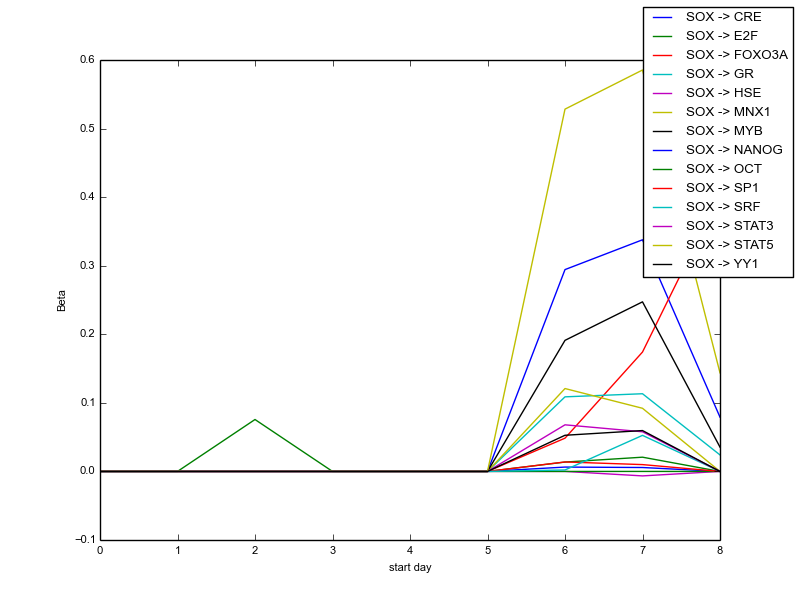 SOX -> CRE
SOX -> E2F
SOX -> FOXO3A
SOX -> GR
SOX -> HSE
SOX -> MNX1
SOX -> MYB
SOX -> NANOG
SOX -> OCT
SOX -> SP1
SOX -> SRF
SOX -> STAT3
SOX -> STAT5
SOX -> YY1
0.6
0.5
0.4
0.3
0.2
0.1
0.0
−0.1
Beta
0 1 2 3 4 5 6 7 8
start day